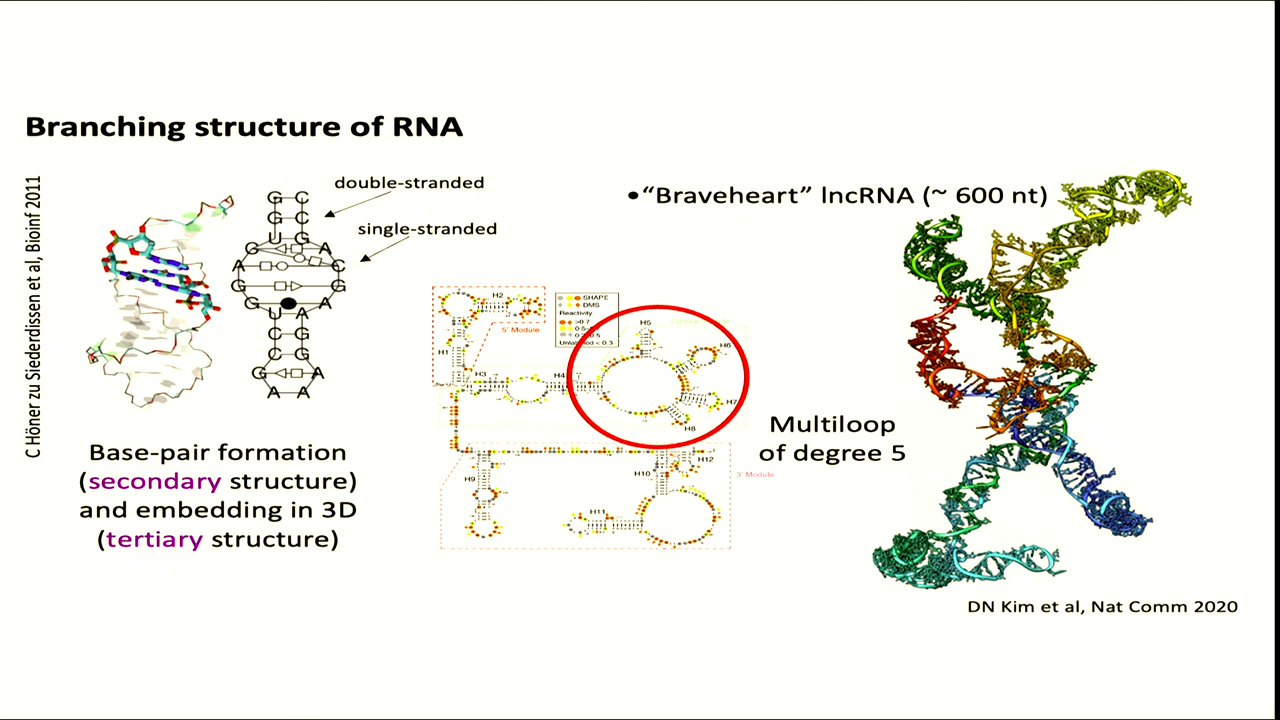 Branching structure of RNA
C Höner zu Siederdissen et al, Bioinf 2011
double-stranded
single-stranded
G C
G C
U G
G A
A C
G G
G A
U A
C G
C G
G A
A A
Base-pair formation
(secondary structure)
and embedding in 3D
(tertiary structure)
•“Braveheart” lncRNA (~ 600 nt)
H2
SHAPE
DMS
Reactivity
>0.7
5' Module
H1
H3
H4
H5
H6
H7
H8
H9
H10
H11
H12
3' Module
Multiloop
of degree 5
DN Kim et al, Nat Comm 2020